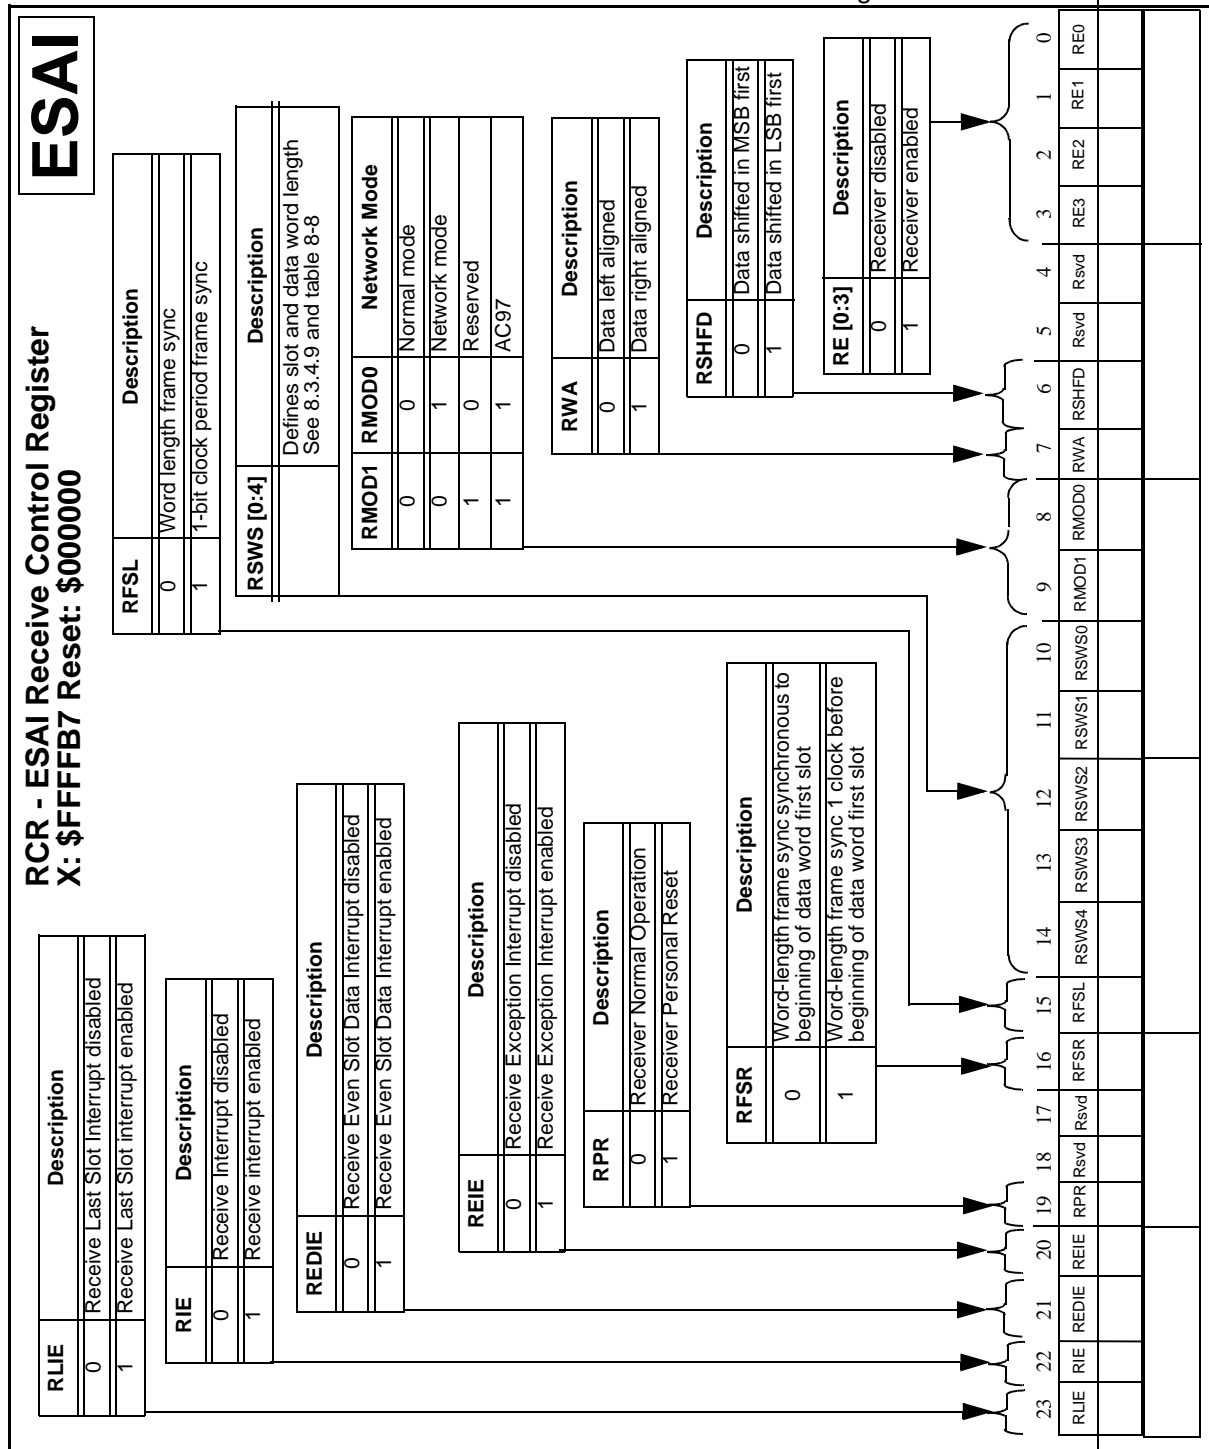 ESAI
RCR - ESAI Receive Control Register
X: $FFFFB7 Reset: $000000
RLIE Description
0 Receive Last Slot Interrupt disabled
1 Receive Last Slot interrupt enabled
RIE Description
0 Receive Interrupt disabled
1 Receive interrupt enabled
REDIE Description
0 Receive Even Slot Data Interrupt disabled
1 Receive Even Slot Data Interrupt enabled
REIE Description
0 Receive Exception Interrupt disabled
1 Receive Exception Interrupt enabled
RPR Description
0 Receiver Normal Operation
1 Receiver Personal Reset
RFSR Description
0 Word-length frame sync synchronous to
beginning of data word first slot
1 Word-length frame sync 1 clock before
beginning of data word first slot
RFSL Description
0 Word length frame sync
1 1-bit clock period frame sync
RSWS [0:4] Description
Defines slot and data word length
See 8.3.4.9 and table 8-8
RMOD1 RMOD0 Network Mode
0 0 Normal mode
0 1 Network mode
1 0 Reserved
1 1 AC97
RWA Description
0 Data left aligned
1 Data right aligned
RSHFD Description
0 Data shifted in MSB first
1 Data shifted in LSB first
RE [0:3] Description
0 Receiver disabled
1 Receiver enabled
23 22 21 20 19 18 17 16 15 14 13 12 11 10 9 8 7 6 5 4 3 2 1 0
RLIE RIE REDIE REIE RPR Rsvd Rsvd RFSR RFSL RSWS4 RSWS3 RSWS2 RSWS1 RSWS0 RMOD1 RMOD0 RWA RSHFD Rsvd Rsvd RE3 RE2 RE1 RE0